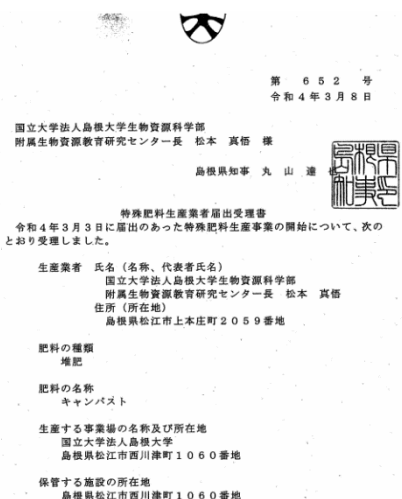 第 652 号
令和4年3月8日
国立大学法人島根大学生物資源科学部
附属生物資源教育研究センター長 松本 真悟 様
島根県知事 丸 山 達 也
特殊肥料生産業者届出受理書
令和4年3月3日に届出のあった特殊肥料生産事業の開始について、次の
とおり受理しました。
生産業者 氏名(名称、代表者氏名)
国立大学法人島根大学生物資源科学部
附属生物資源教育研究センター長 松本 真悟
住所(所在地)
島根県松江市上本庄町2059番地
肥料の種類
堆肥
肥料の名称
キャンパスト
生産する事業場の名称及び所在地
国立大学法人島根大学
島根県松江市西川津町1060番地
保管する施設の所在地
島根県松江市西川津町1060番地